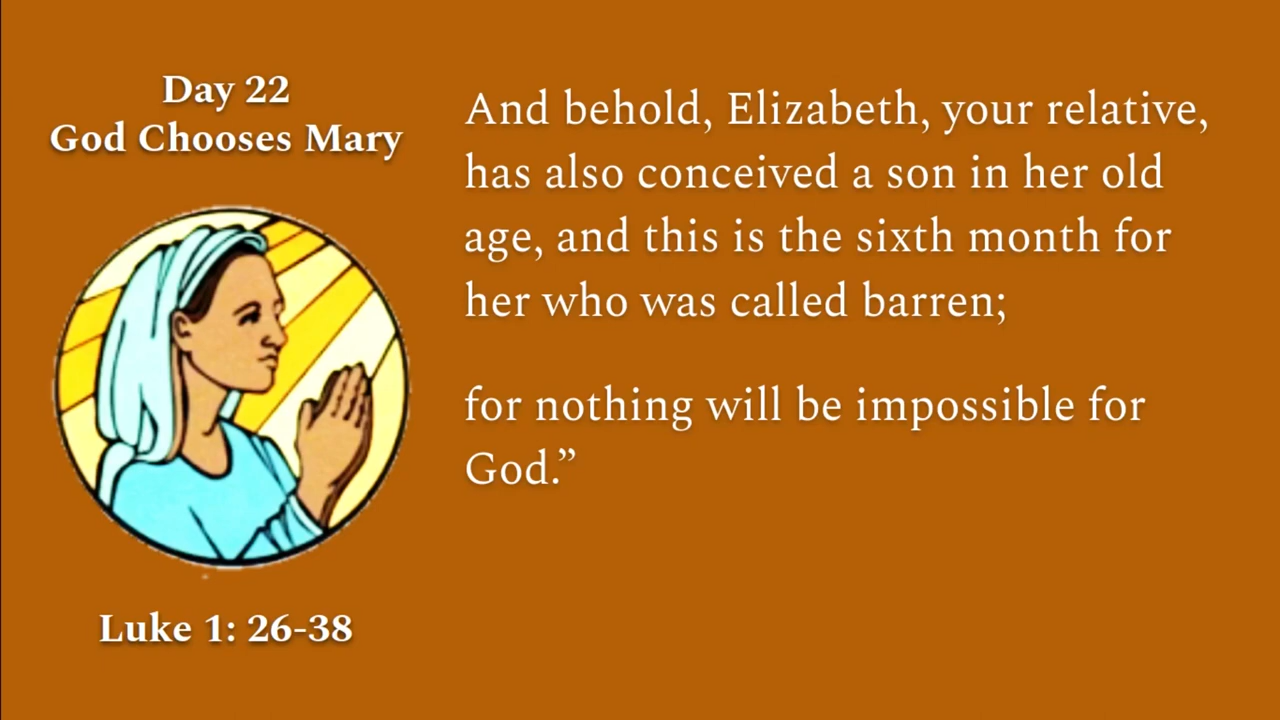 Day 22
God Chooses Mary
And behold, Elizabeth, your relative,
has also conceived a son in her old
age, and this is the sixth month for
her who was called barren;
for nothing will be impossible for
God.”
Luke 1: 26-38